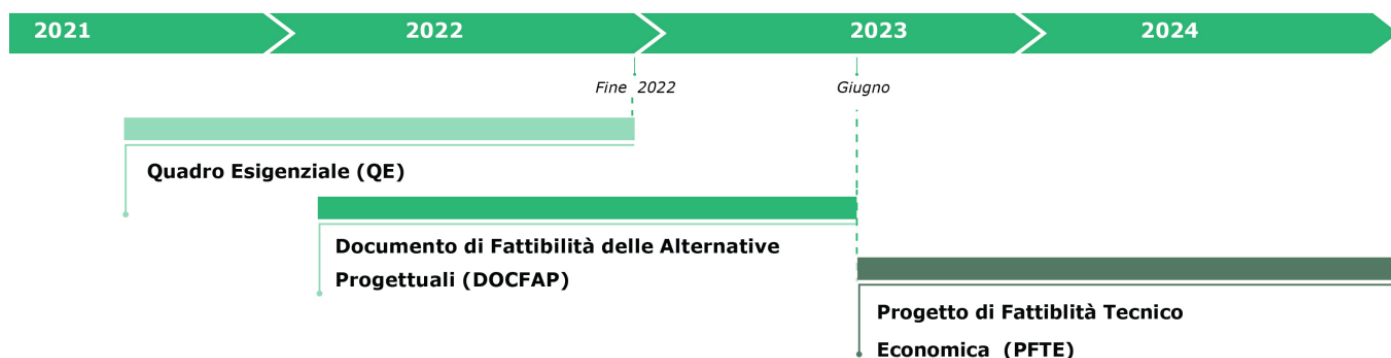 2021 2022 2023 2024
Fine 2022 Giugno
Quadro Esigenziale (QE)
Documento di Fattibilità delle Alternative
Progettuali (DOCFAP)
Progetto di Fattiblità Tecnico
Economica (PFTE)